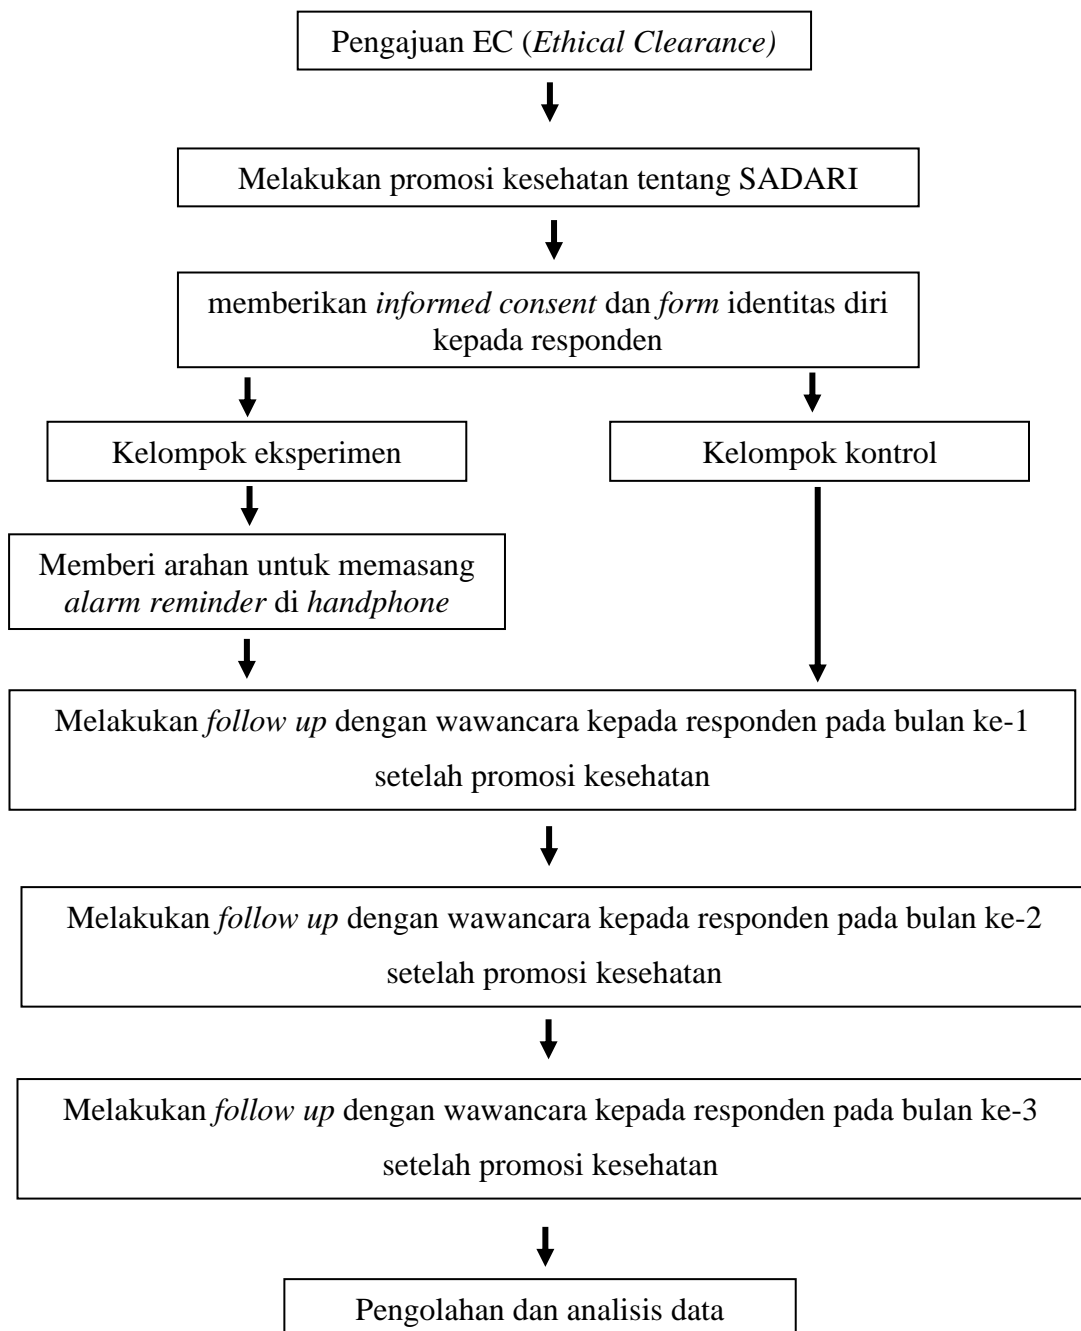 Pengajuan EC (Ethical Clearance)
Melakukan promosi kesehatan tentang SADARI
memberikan informed consent dan form identitas diri
kepada responden
Kelompok eksperimen
Kelompok kontrol
Memberi arahan untuk memasang
alarm reminder di handphone
Melakukan follow up dengan wawancara kepada responden pada bulan ke-1
setelah promosi kesehatan
Melakukan follow up dengan wawancara kepada responden pada bulan ke-2
setelah promosi kesehatan
Melakukan follow up dengan wawancara kepada responden pada bulan ke-3
setelah promosi kesehatan
Pengolahan dan analisis data